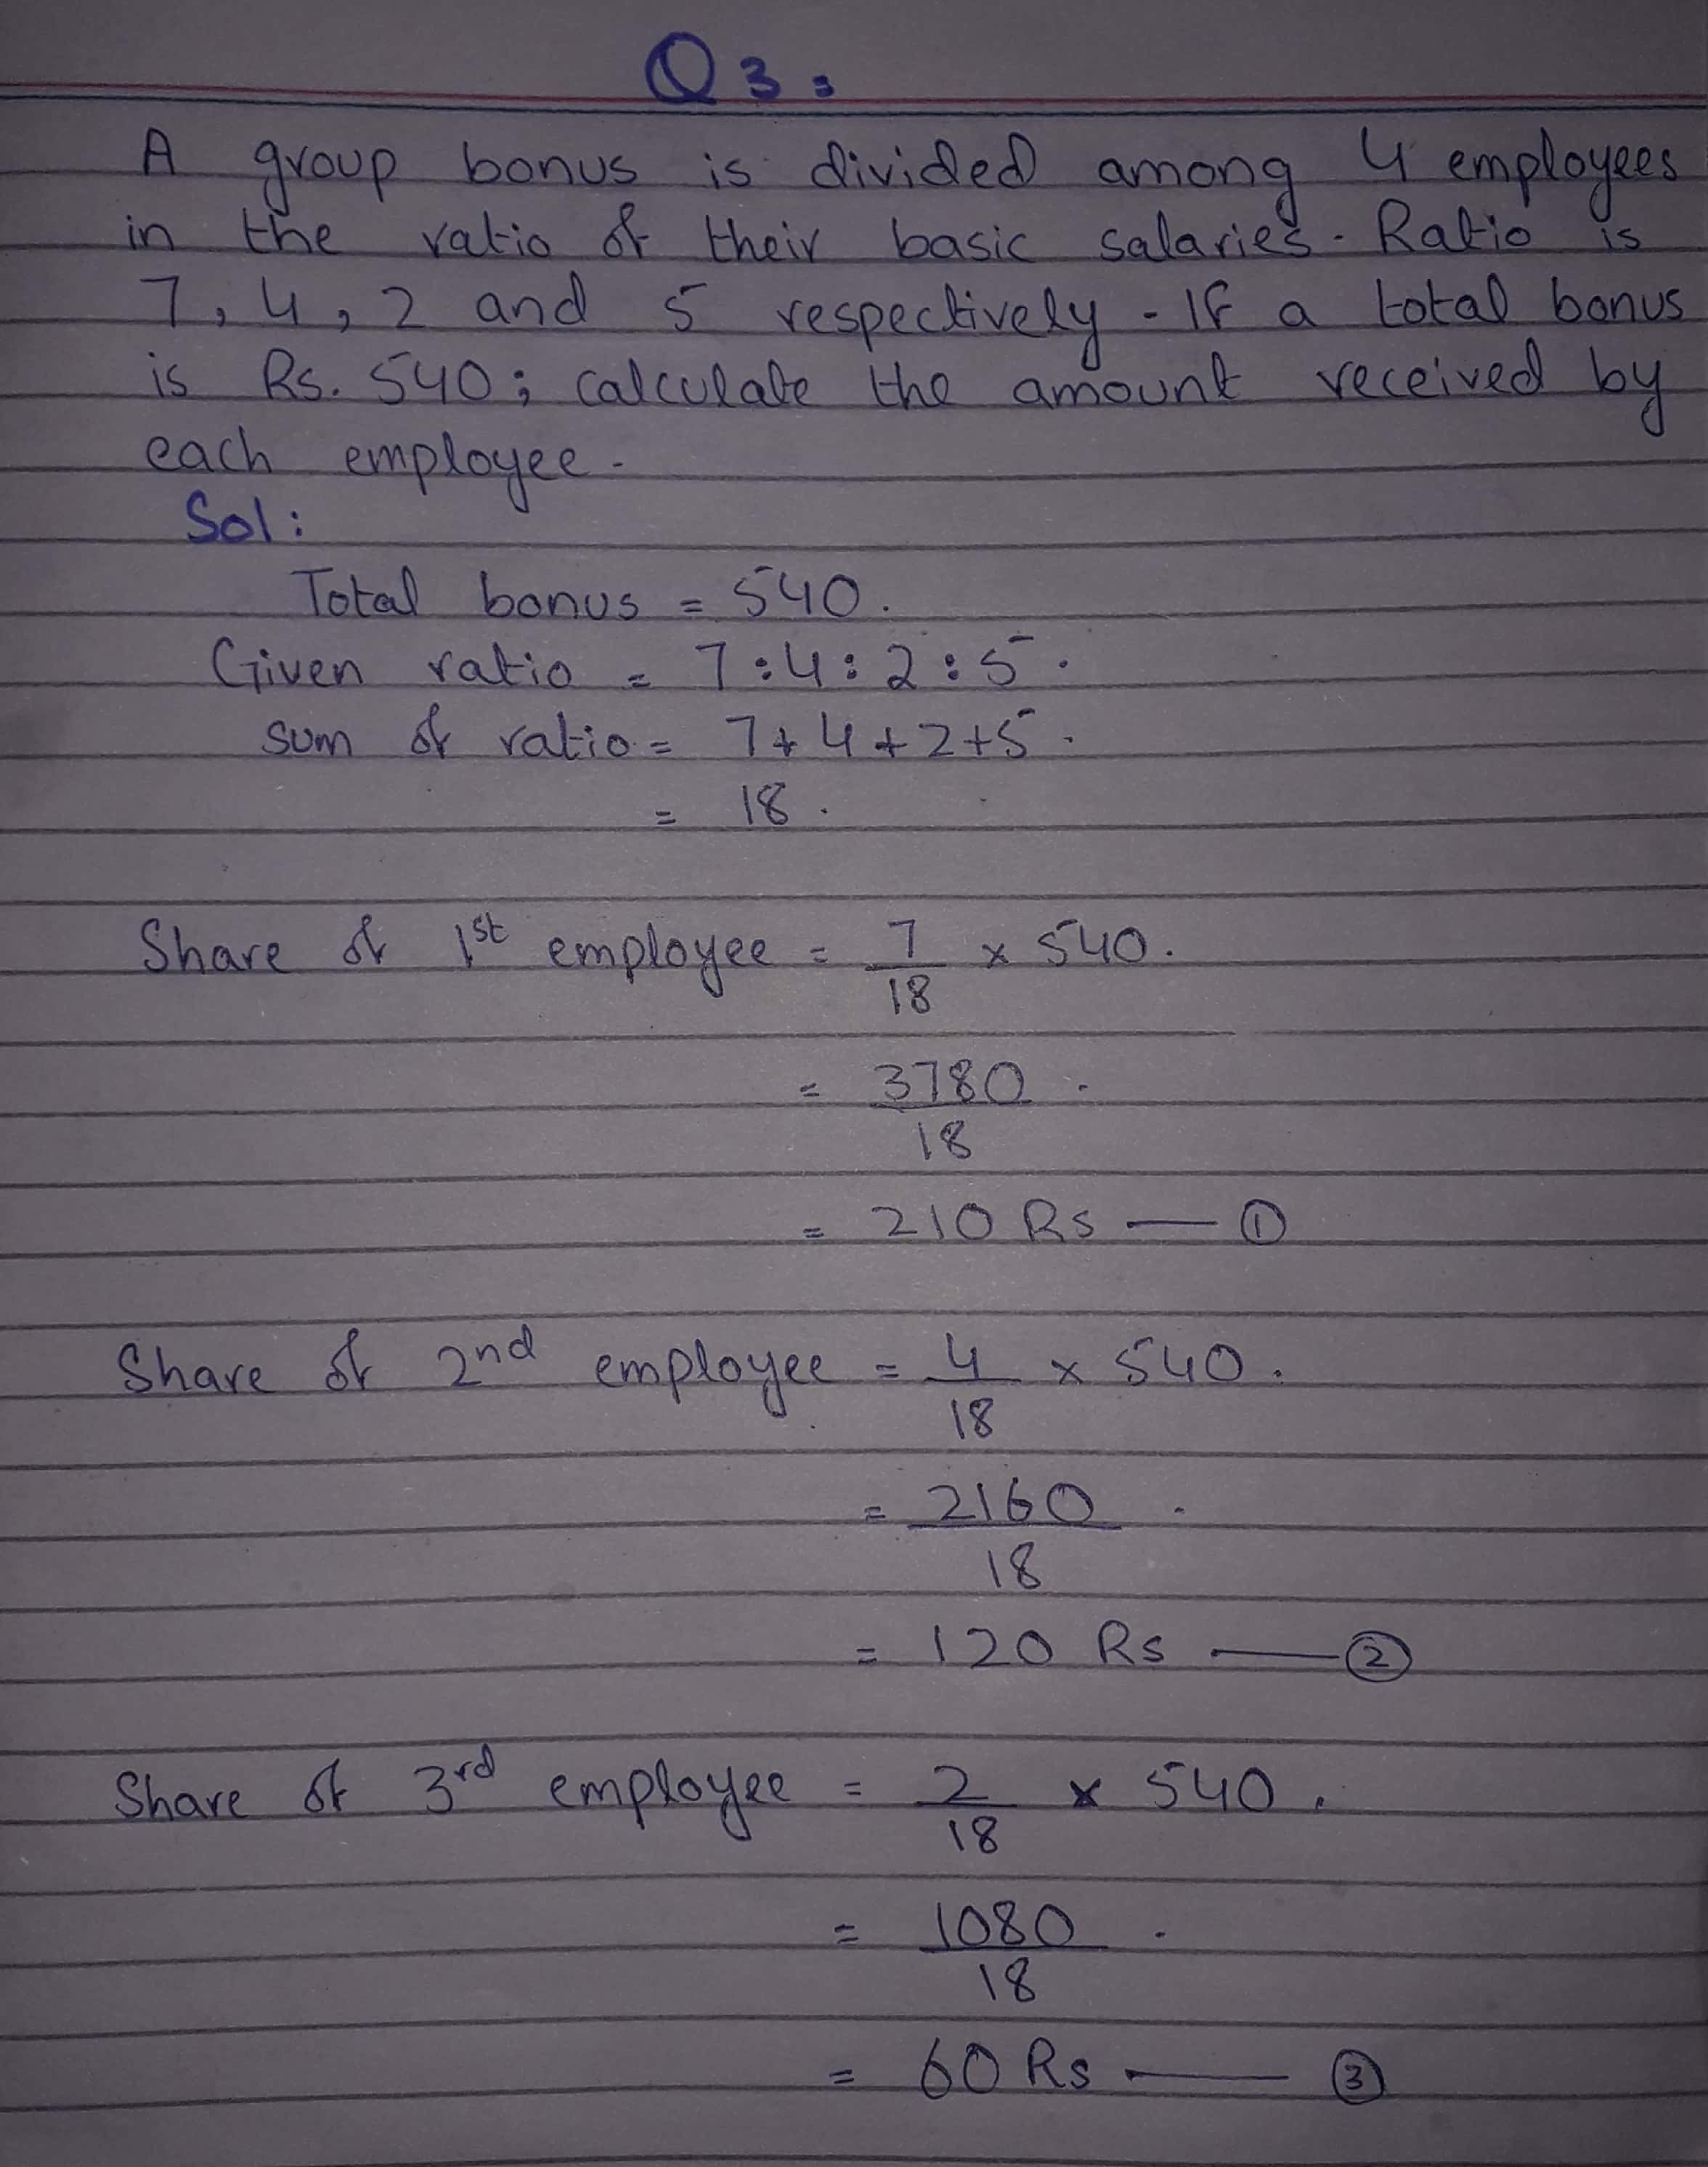 Q3:
A group bonus is divided among 4 employees
in the ratio of their basic salaries. Ratio is
7, 4, 2 and 5 respectively. If a total bonus
is Rs. 540; calculate the amount received by
each employee.
Sol:
Total bonus = 540.
Given ratio = 7:4:2:5.
sum of ratio = 7+4+2+5.
= 18.
Share of 1st employee = 7/18 x 540.
= 3780/18.
= 210 Rs — ①
Share of 2nd employee = 4/18 x 540.
= 2160/18.
= 120 Rs — ②
Share of 3rd employee = 2/18 x 540.
= 1080/18.
= 60 Rs — ③